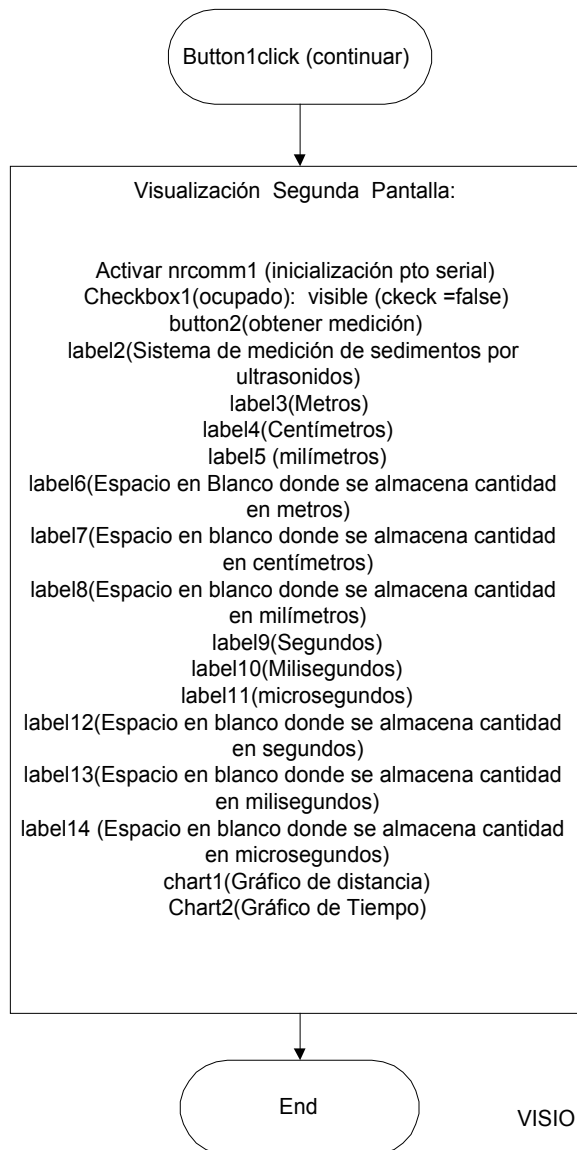 Button1click (continuar)
Visualización Segunda Pantalla:
Activar nrcomm1 (inicialización pto serial)
Checkbox1(ocupado): visible (ckeck =false)
button2(obtener medición)
label2(Sistema de medición de sedimentos por
ultrasonidos)
label3(Metros)
label4(Centímetros)
label5 (milímetros)
label6(Espacio en Blanco donde se almacena cantidad
en metros)
label7(Espacio en blanco donde se almacena cantidad
en centímetros)
label8(Espacio en blanco donde se almacena cantidad
en milímetros)
label9(Segundos)
label10(Milisegundos)
label11(microsegundos)
label12(Espacio en blanco donde se almacena cantidad
en segundos)
label13(Espacio en blanco donde se almacena cantidad
en milisegundos)
label14 (Espacio en blanco donde se almacena cantidad
en microsegundos)
chart1(Gráfico de distancia)
Chart2(Gráfico de Tiempo)
End
VISIO